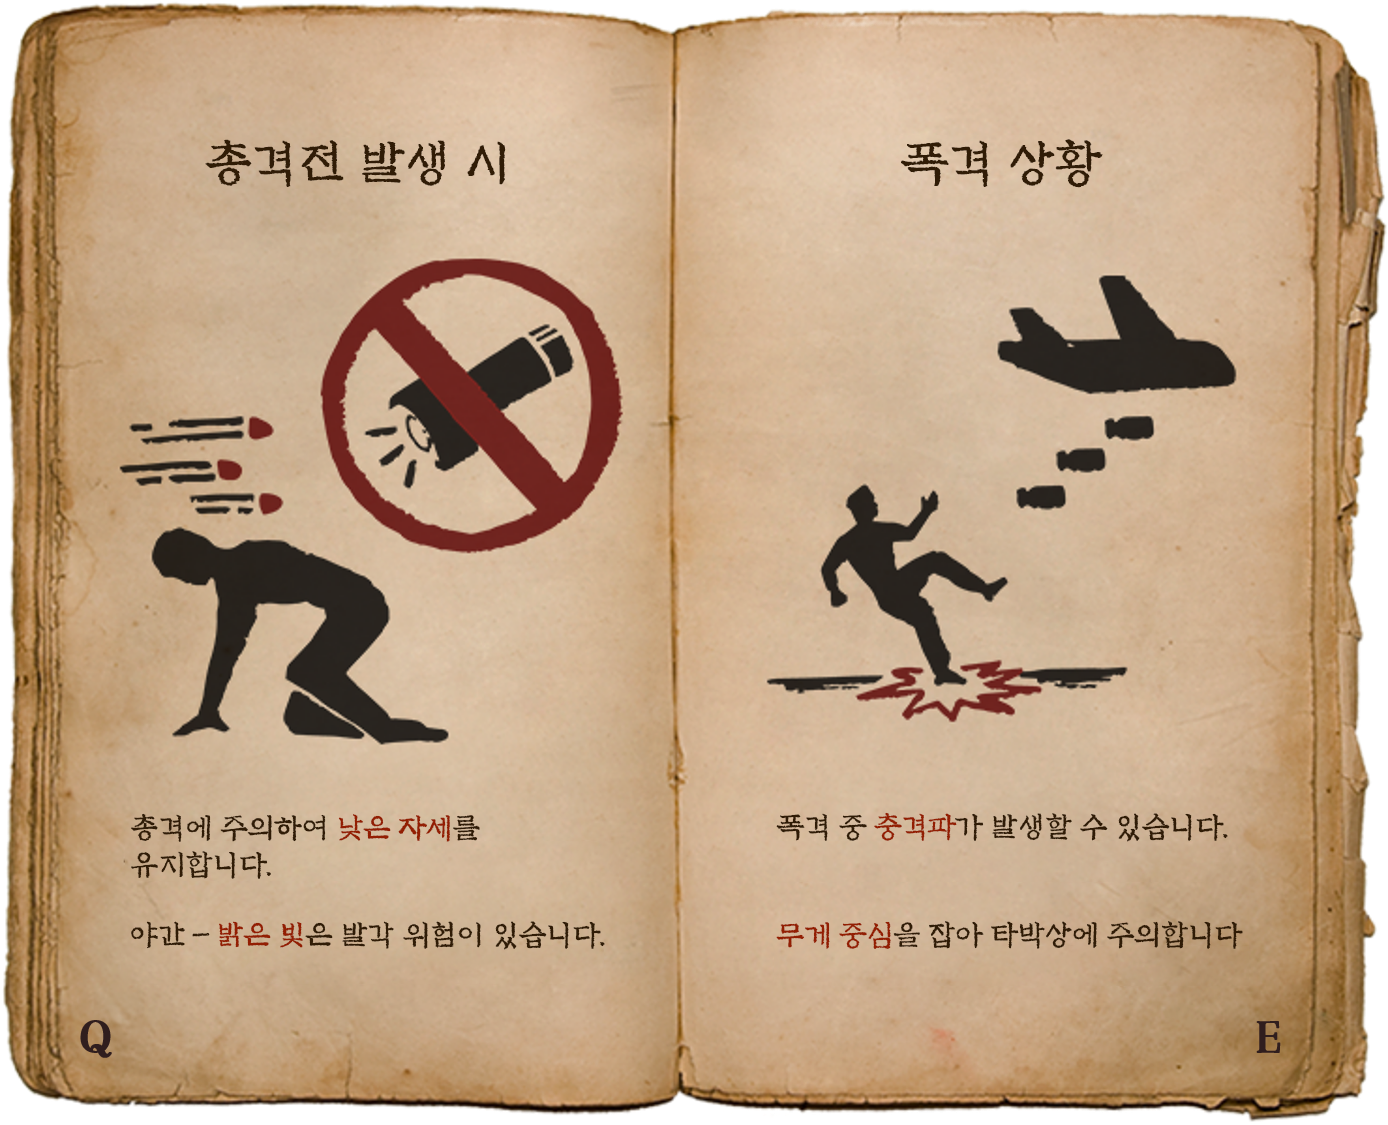 총격전 발생 시
총격에 주의하여 낮은 자세를
유지합니다.
야간 - 밝은 빛은 발각 위험이 있습니다.
Q
폭격 상황
폭격 중 충격파가 발생할 수 있습니다.
무게 중심을 잡아 타박상에 주의합니다
E